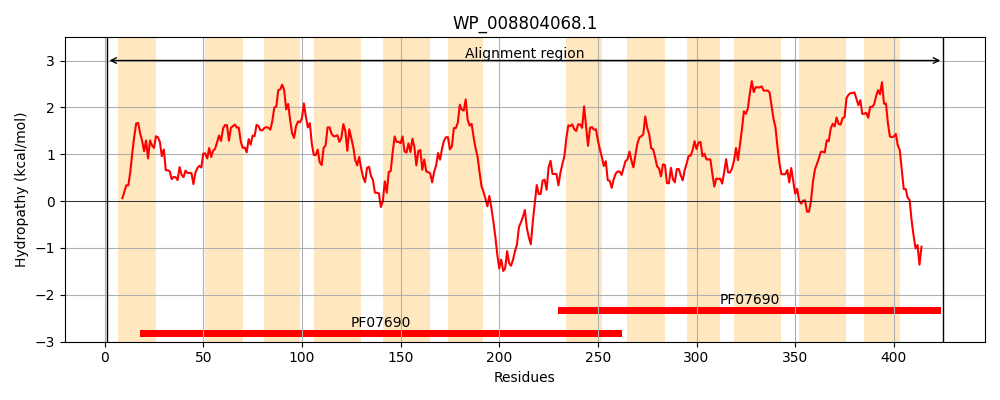 WP_008804068.1
Alignment region
3
2
1
0
−1
−2
−3
Hydropathy (kcal/mol)
PF07690
PF07690
0 50 100 150 200 250 300 350 400
Residues